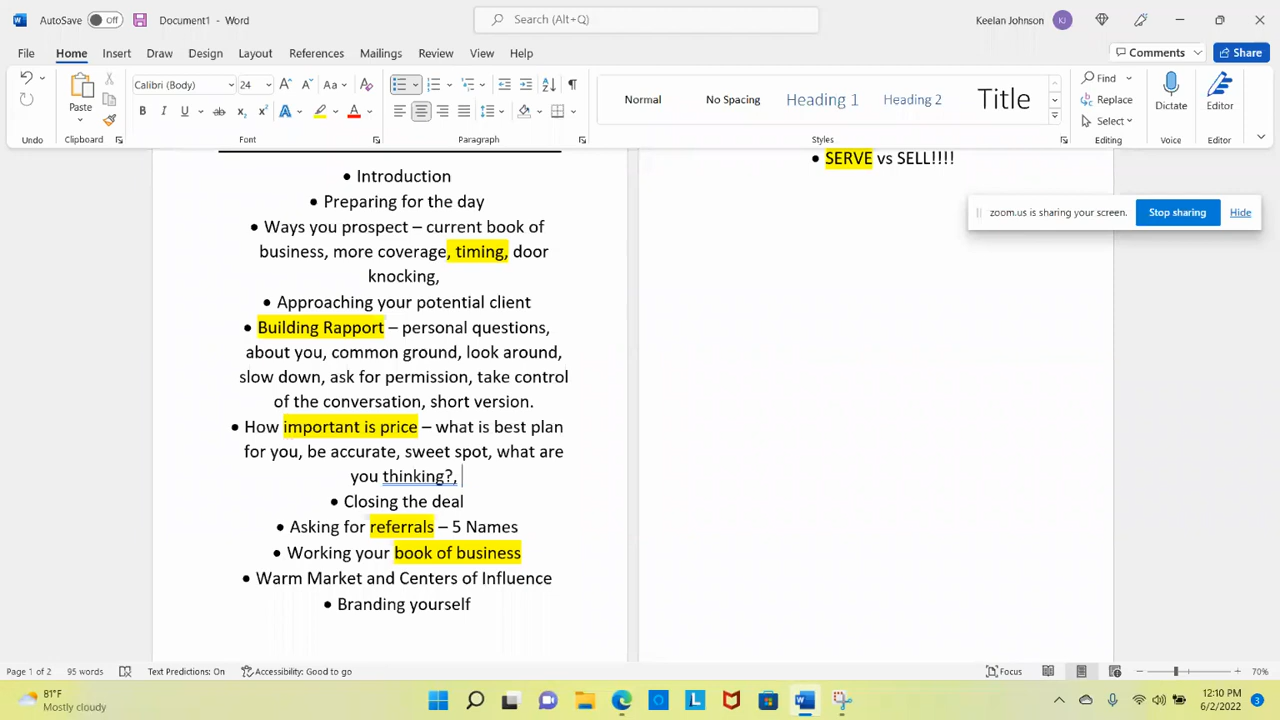 AutoSave Off Document1 - Word Search (Alt+Q) Keelan Johnson KJ
File Home Insert Draw Design Layout References Mailings Review View Help Comments Share
Calibri (Body) 24 Aa Normal No Spacing Heading 1 Heading 2 Title Find
Paste Replace Dictate Editor
B I U ab x₂ x² A A Select
Undo Clipboard Font Paragraph Styles Editing Voice Editor
• Introduction
• Preparing for the day
• Ways you prospect – current book of
business, more coverage, timing, door
knocking,
• Approaching your potential client
• Building Rapport – personal questions,
about you, common ground, look around,
slow down, ask for permission, take control
of the conversation, short version.
• How important is price – what is best plan
for you, be accurate, sweet spot, what are
you thinking?,
• Closing the deal
• Asking for referrals – 5 Names
• Working your book of business
• Warm Market and Centers of Influence
• Branding yourself
• SERVE vs SELL!!!!
zoom.us is sharing your screen. Stop sharing Hide
Page 1 of 2 95 words Text Predictions: On Accessibility: Good to go Focus 70%
81°F
Mostly cloudy
12:10 PM
6/2/2022 3